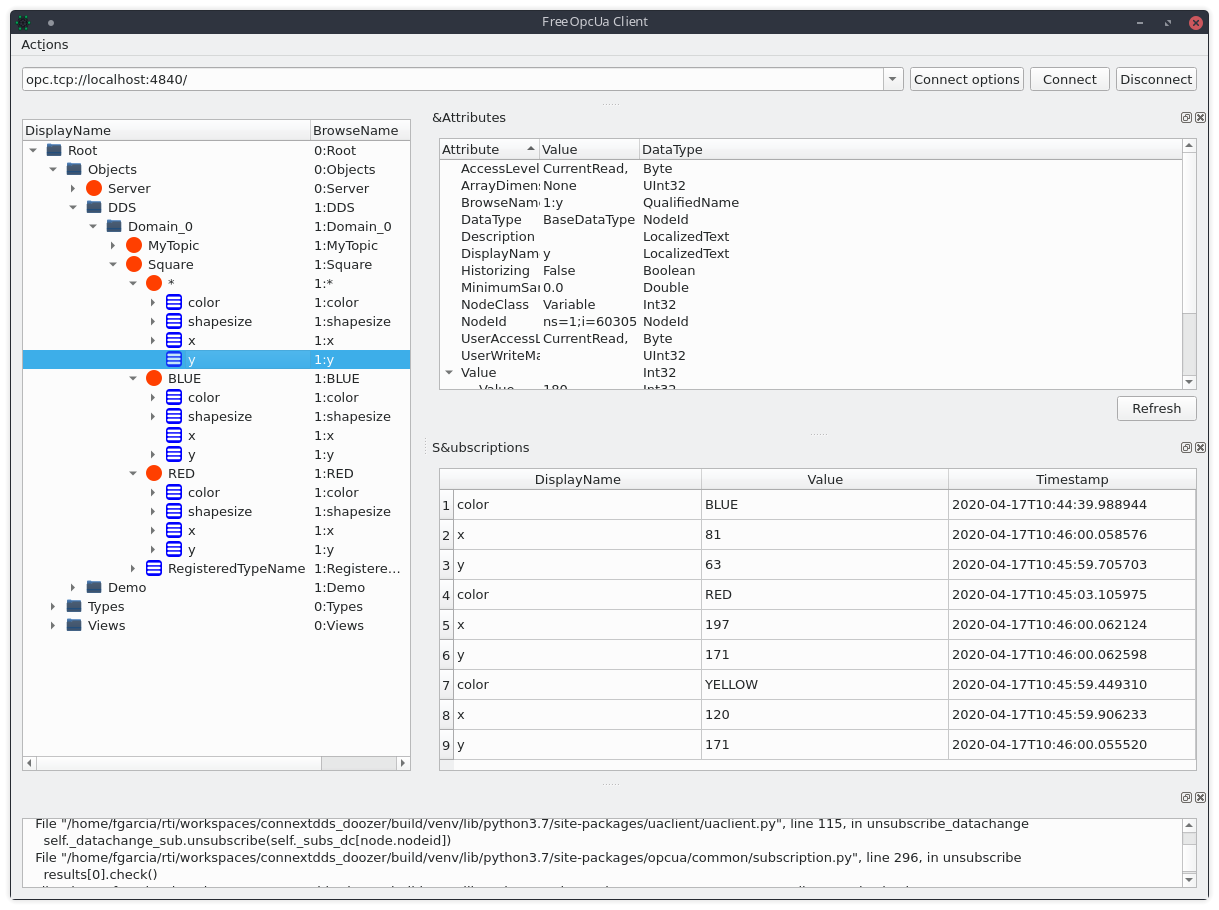 FreeOpcUa Client
Actions
opc.tcp://localhost:4840/ Connect options Connect Disconnect
&Attributes
DisplayName BrowseName
Root 0:Root
Objects 0:Objects
Server 0:Server
DDS 1:DDS
Domain_0 1:Domain_0
MyTopic 1:MyTopic
Square 1:Square
* 1:*
color 1:color
shapesize 1:shapesize
x 1:x
y 1:y
BLUE 1:BLUE
color 1:color
shapesize 1:shapesize
x 1:x
y 1:y
RED 1:RED
color 1:color
shapesize 1:shapesize
x 1:x
y 1:y
RegisteredTypeName 1:Registere...
Demo 1:Demo
Types 0:Types
Views 0:Views
Attribute Value DataType
AccessLevel CurrentRead, Byte
ArrayDimen: None UInt32
BrowseNam 1:y QualifiedName
DataType BaseDataType NodeId
Description LocalizedText
DisplayNam y LocalizedText
Historizing False Boolean
MinimumSar 0.0 Double
NodeClass Variable Int32
NodeId ns=1;i=60305 NodeId
UserAccessL CurrentRead, Byte
UserWriteMa UInt32
Value Int32
Value 180 Int32
Refresh
S&ubscriptions
DisplayName Value Timestamp
1 color BLUE 2020-04-17T10:44:39.988944
2 x 81 2020-04-17T10:46:00.058576
3 y 63 2020-04-17T10:45:59.705703
4 color RED 2020-04-17T10:45:03.105975
5 x 197 2020-04-17T10:46:00.062124
6 y 171 2020-04-17T10:46:00.062598
7 color YELLOW 2020-04-17T10:45:59.449310
8 x 120 2020-04-17T10:45:59.906233
9 y 171 2020-04-17T10:46:00.055520
File "/home/fgarcia/rti/workspaces/connextdds_doozer/build/venv/lib/python3.7/site-packages/uaclient/uaclient.py", line 115, in unsubscribe_datachange
self._datachange_sub.unsubscribe(self._subs_dc[node.nodeid])
File "/home/fgarcia/rti/workspaces/connextdds_doozer/build/venv/lib/python3.7/site-packages/opcua/common/subscription.py", line 296, in unsubscribe
results[0].check()